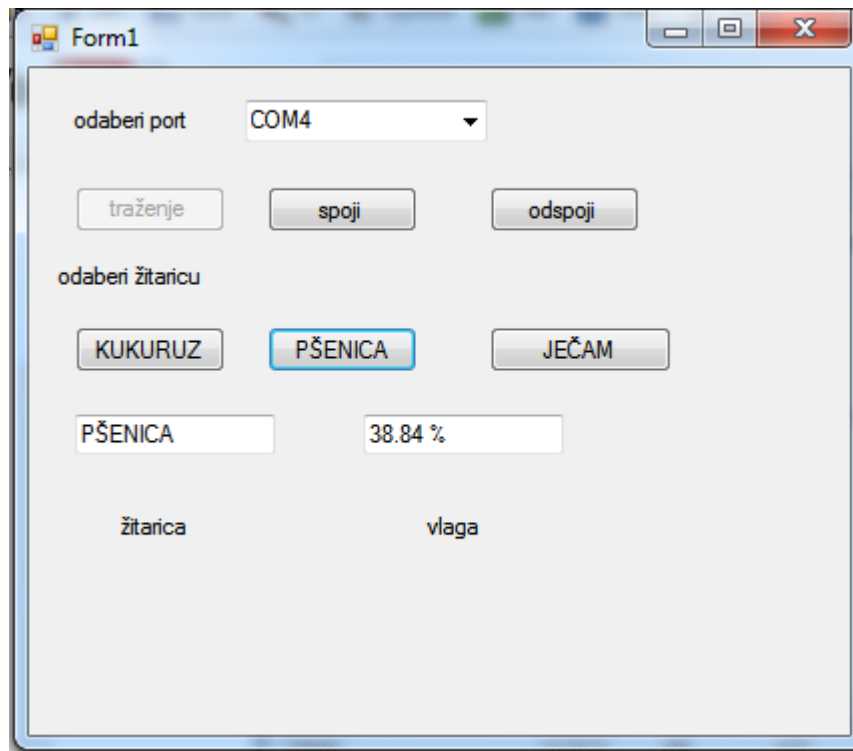 Form1
odaberi port COM4
traženje spoji odspoji
odaberi žitaricu
KUKURUZ PŠENICA JEČAM
PŠENICA 38.84 %
žitarica vlaga